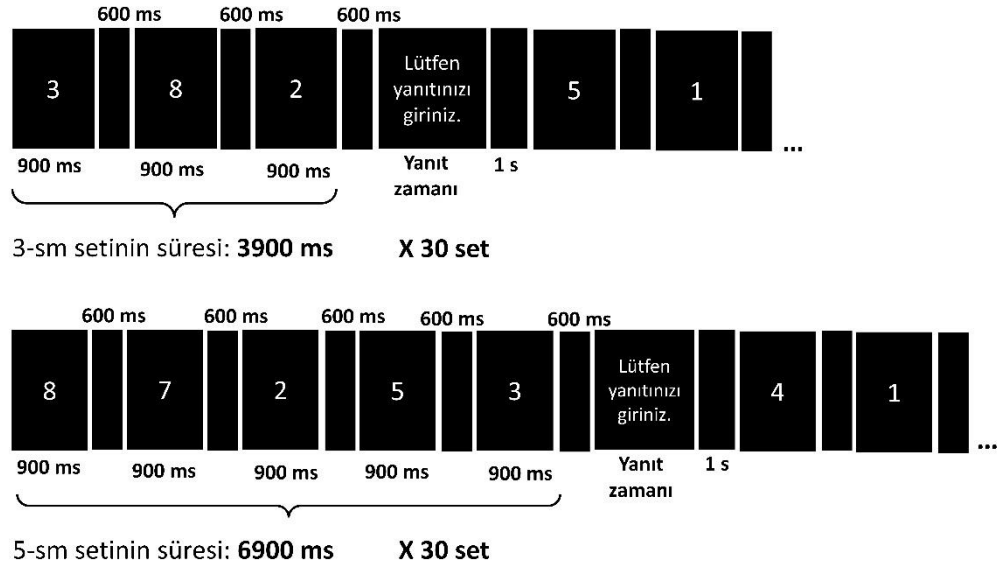 600 ms 600 ms 600 ms
3 8 2 Lütfen yanıtınızı giriniz. 5 1
900 ms 900 ms 900 ms Yanıt zamanı 1 s ...
3-sm setinin süresi: 3900 ms X 30 set
600 ms 600 ms 600 ms 600 ms 600 ms
8 7 2 5 3 Lütfen yanıtınızı giriniz. 4 1
900 ms 900 ms 900 ms 900 ms 900 ms Yanıt zamanı 1 s ...
5-sm setinin süresi: 6900 ms X 30 set